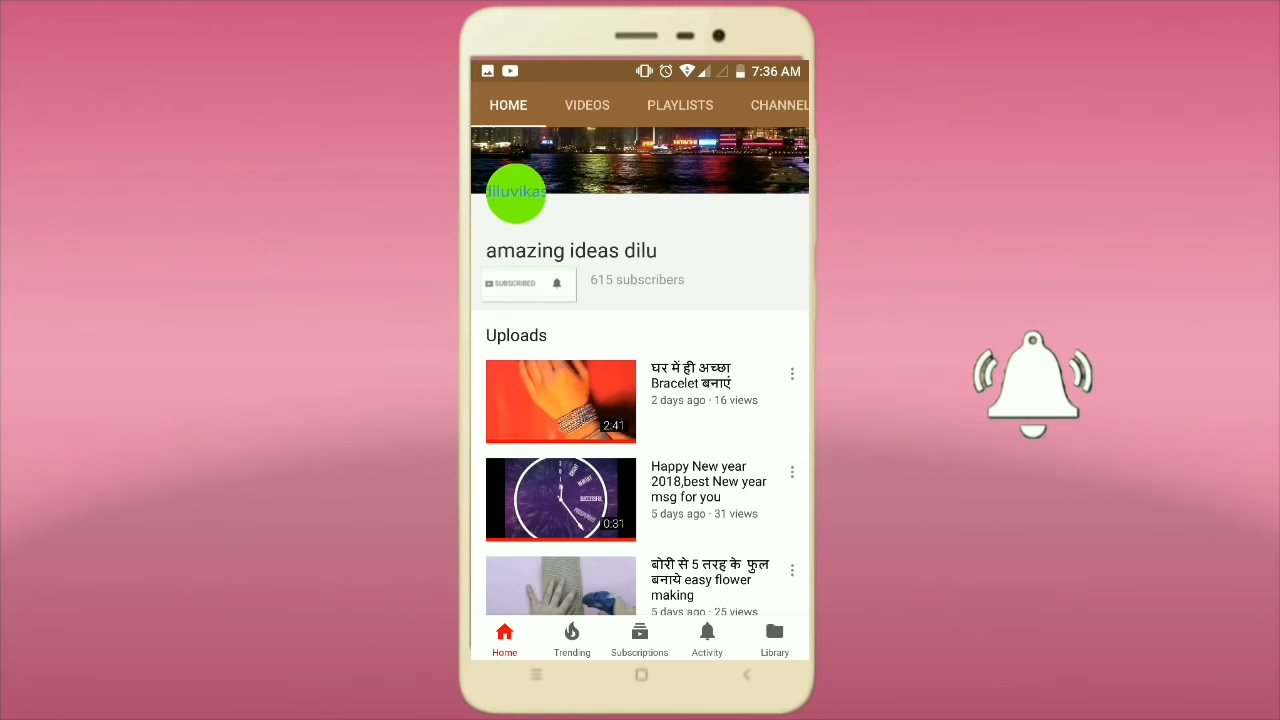 7:36 AM
HOME VIDEOS PLAYLISTS CHANNEL
HITACHI
diluvikas
amazing ideas dilu
SUBSCRIBED 615 subscribers
Uploads
घर में ही अच्छा
Bracelet बनाएं
2 days ago · 16 views
2:41
Happy New year
2018,best New year
msg for you
5 days ago · 31 views
SUCCESSFUL
PROSPEROUS
0:31
बोरी से 5 तरह के फुल
बनाये easy flower
making
5 days ago · 25 views
Home Trending Subscriptions Activity Library